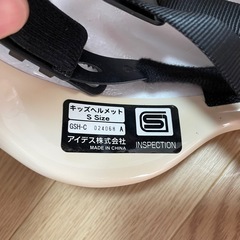 キッズヘルメット
S Size
GSH-C 024068 A
アイデス株式会社
MADE IN CHINA
INSPECTION